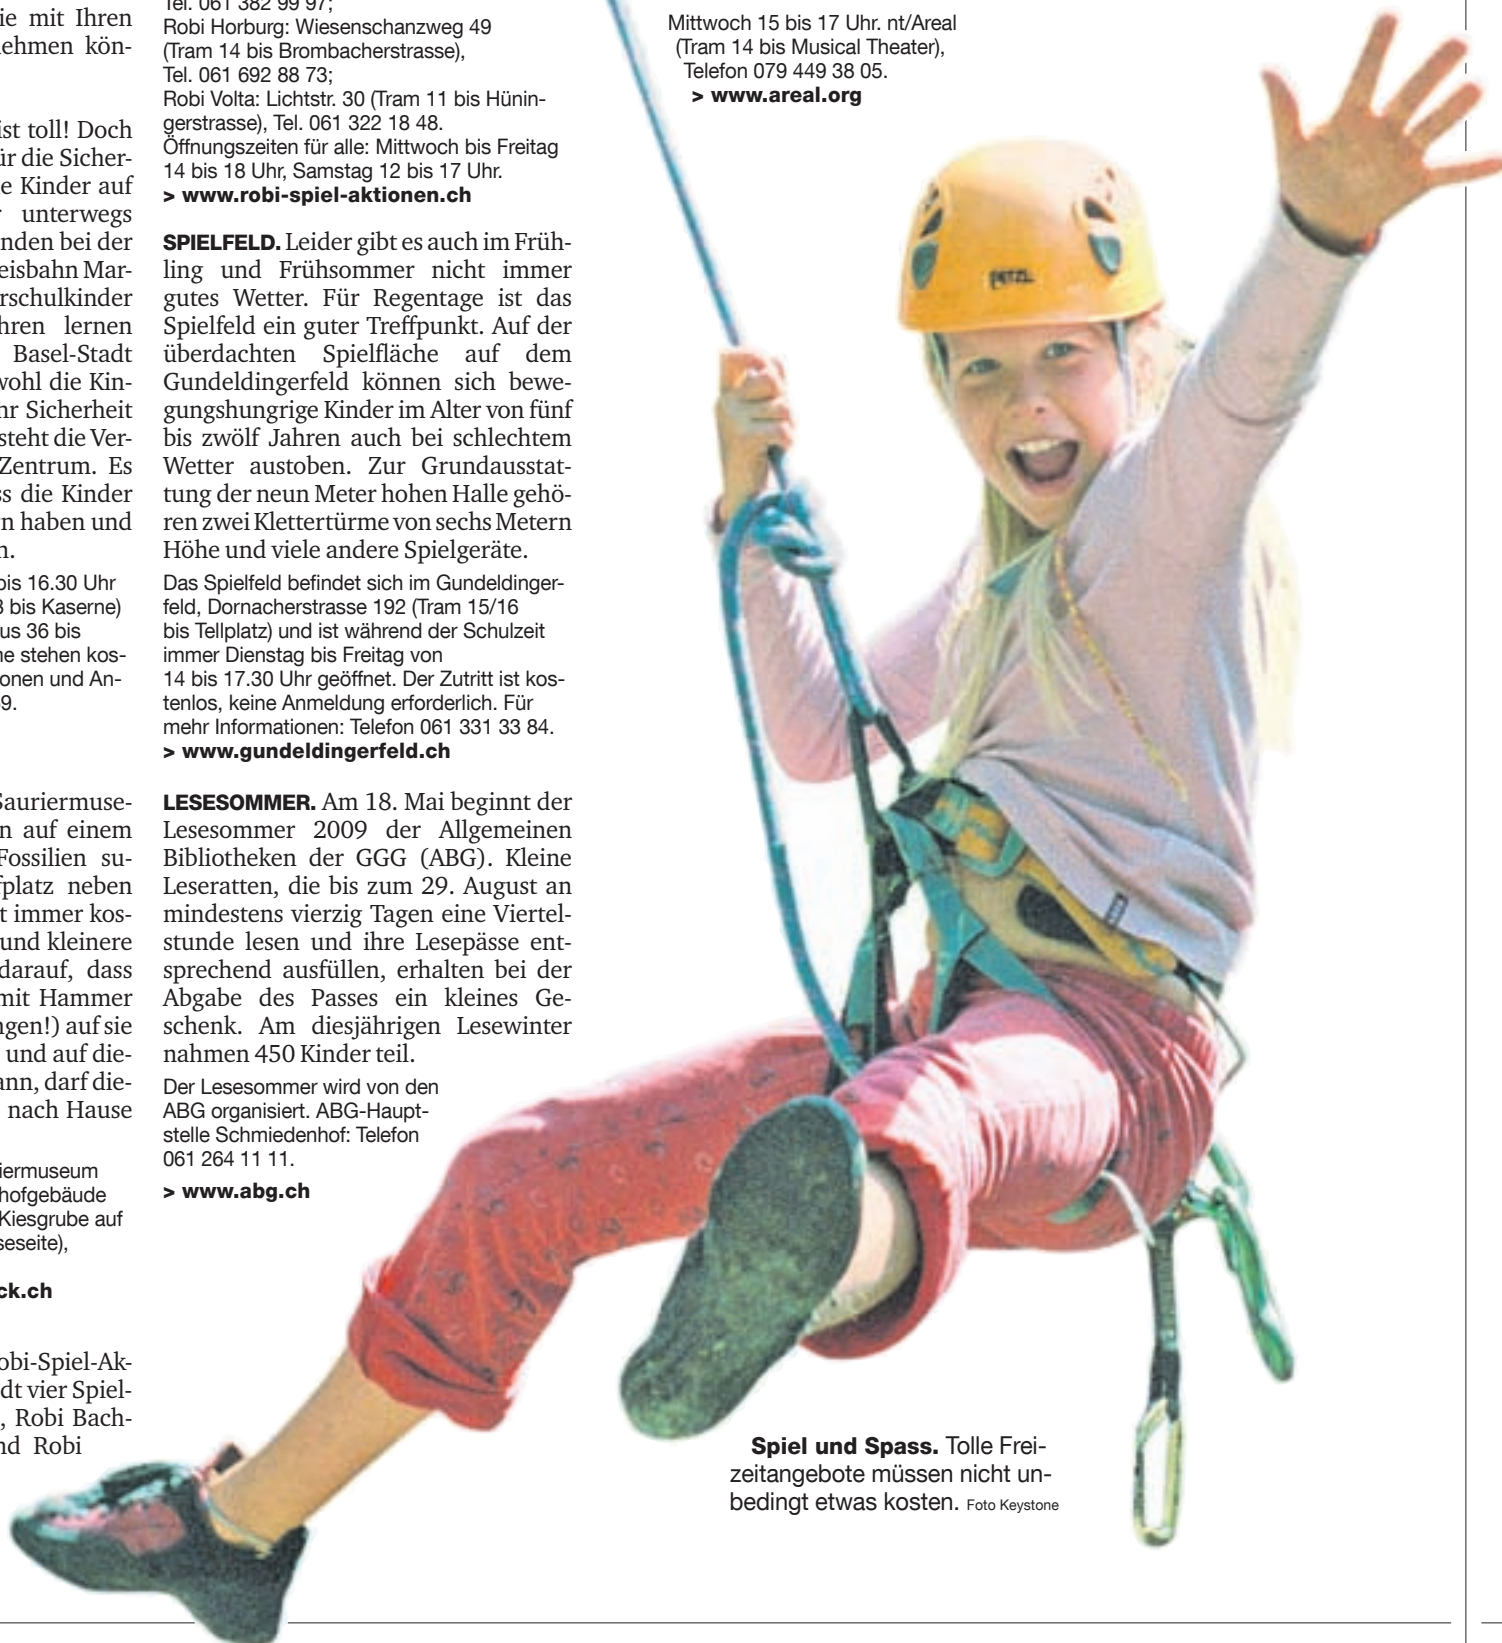 ie mit Ihren
ehmen kön-
ist toll! Doch
ür die Sicher-
e Kinder auf
unterwegs
nden bei der
eisbahn Mar-
rschulkinder
hren lernen
Basel-Stadt
wohl die Kin-
hr Sicherheit
steht die Ver-
Zentrum. Es
ss die Kinder
n haben und
n.
bis 16.30 Uhr
8 bis Kaserne)
us 36 bis
ne stehen kos-
onen und An-
9.
Sauriermuse-
n auf einem
Fossilien su-
fplatz neben
t immer kos-
und kleinere
darauf, dass
mit Hammer
ngen!) auf sie
und auf die-
ann, darf die-
nach Hause
iermuseum
hofgebäude
Kiesgrube auf
seseite),
ck.ch
obi-Spiel-Ak-
dt vier Spiel-
, Robi Bach-
nd Robi
Tel. 061 382 99 97;
Robi Horburg: Wiesenschanzweg 49
(Tram 14 bis Brombacherstrasse),
Tel. 061 692 88 73;
Robi Volta: Lichtstr. 30 (Tram 11 bis Hünin-
gerstrasse), Tel. 061 322 18 48.
Öffnungszeiten für alle: Mittwoch bis Freitag
14 bis 18 Uhr, Samstag 12 bis 17 Uhr.
> www.robi-spiel-aktionen.ch
SPIELFELD. Leider gibt es auch im Früh-
ling und Frühsommer nicht immer
gutes Wetter. Für Regentage ist das
Spielfeld ein guter Treffpunkt. Auf der
überdachten Spielfläche auf dem
Gundeldingerfeld können sich bewe-
gungshungrige Kinder im Alter von fünf
bis zwölf Jahren auch bei schlechtem
Wetter austoben. Zur Grundausstat-
tung der neun Meter hohen Halle gehö-
ren zwei Klettertürme von sechs Metern
Höhe und viele andere Spielgeräte.
Das Spielfeld befindet sich im Gundeldinger-
feld, Dornacherstrasse 192 (Tram 15/16
bis Tellplatz) und ist während der Schulzeit
immer Dienstag bis Freitag von
14 bis 17.30 Uhr geöffnet. Der Zutritt ist kos-
tenlos, keine Anmeldung erforderlich. Für
mehr Informationen: Telefon 061 331 33 84.
> www.gundeldingerfeld.ch
LESESOMMER. Am 18. Mai beginnt der
Lesesommer 2009 der Allgemeinen
Bibliotheken der GGG (ABG). Kleine
Leseratten, die bis zum 29. August an
mindestens vierzig Tagen eine Viertel-
stunde lesen und ihre Lesepässe ent-
sprechend ausfüllen, erhalten bei der
Abgabe des Passes ein kleines Ge-
schenk. Am diesjährigen Lesewinter
nahmen 450 Kinder teil.
Der Lesesommer wird von den
ABG organisiert. ABG-Haupt-
stelle Schmiedenhof: Telefon
061 264 11 11.
> www.abg.ch
Mittwoch 15 bis 17 Uhr. nt/Areal
(Tram 14 bis Musical Theater),
Telefon 079 449 38 05.
> www.areal.org
PETZL
Spiel und Spass. Tolle Frei-
zeitangebote müssen nicht un-
bedingt etwas kosten. Foto Keystone